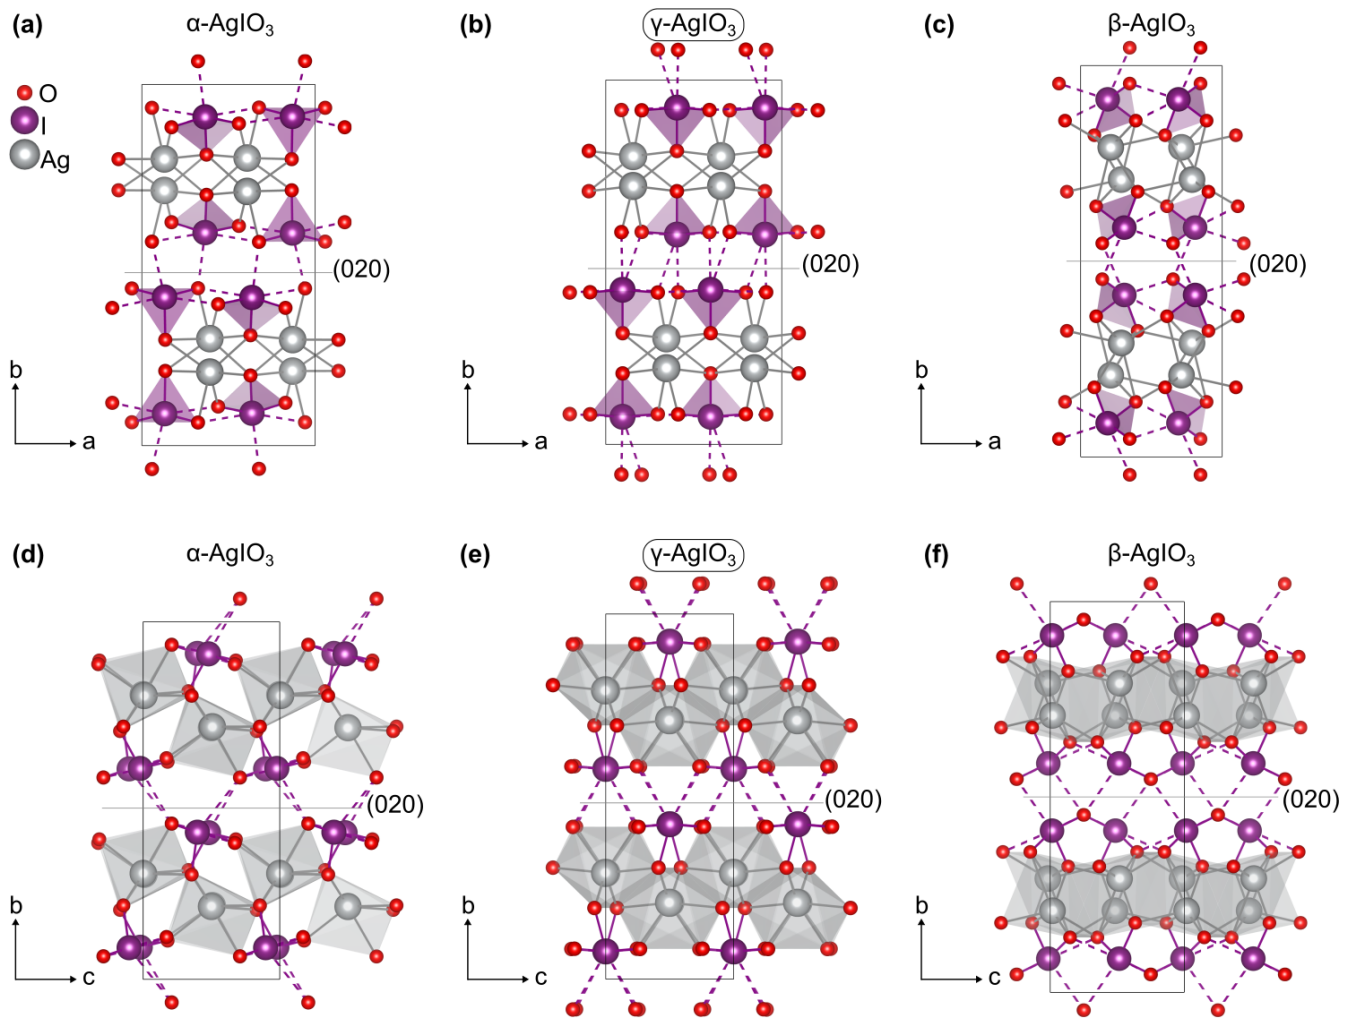 (a) α-AgIO₃
(b) γ-AgIO₃
(c) β-AgIO₃
O
I
Ag
(020)
(020)
(020)
b
a
b
a
b
a
(d) α-AgIO₃
(e) γ-AgIO₃
(f) β-AgIO₃
(020)
(020)
(020)
b
c
b
c
b
c